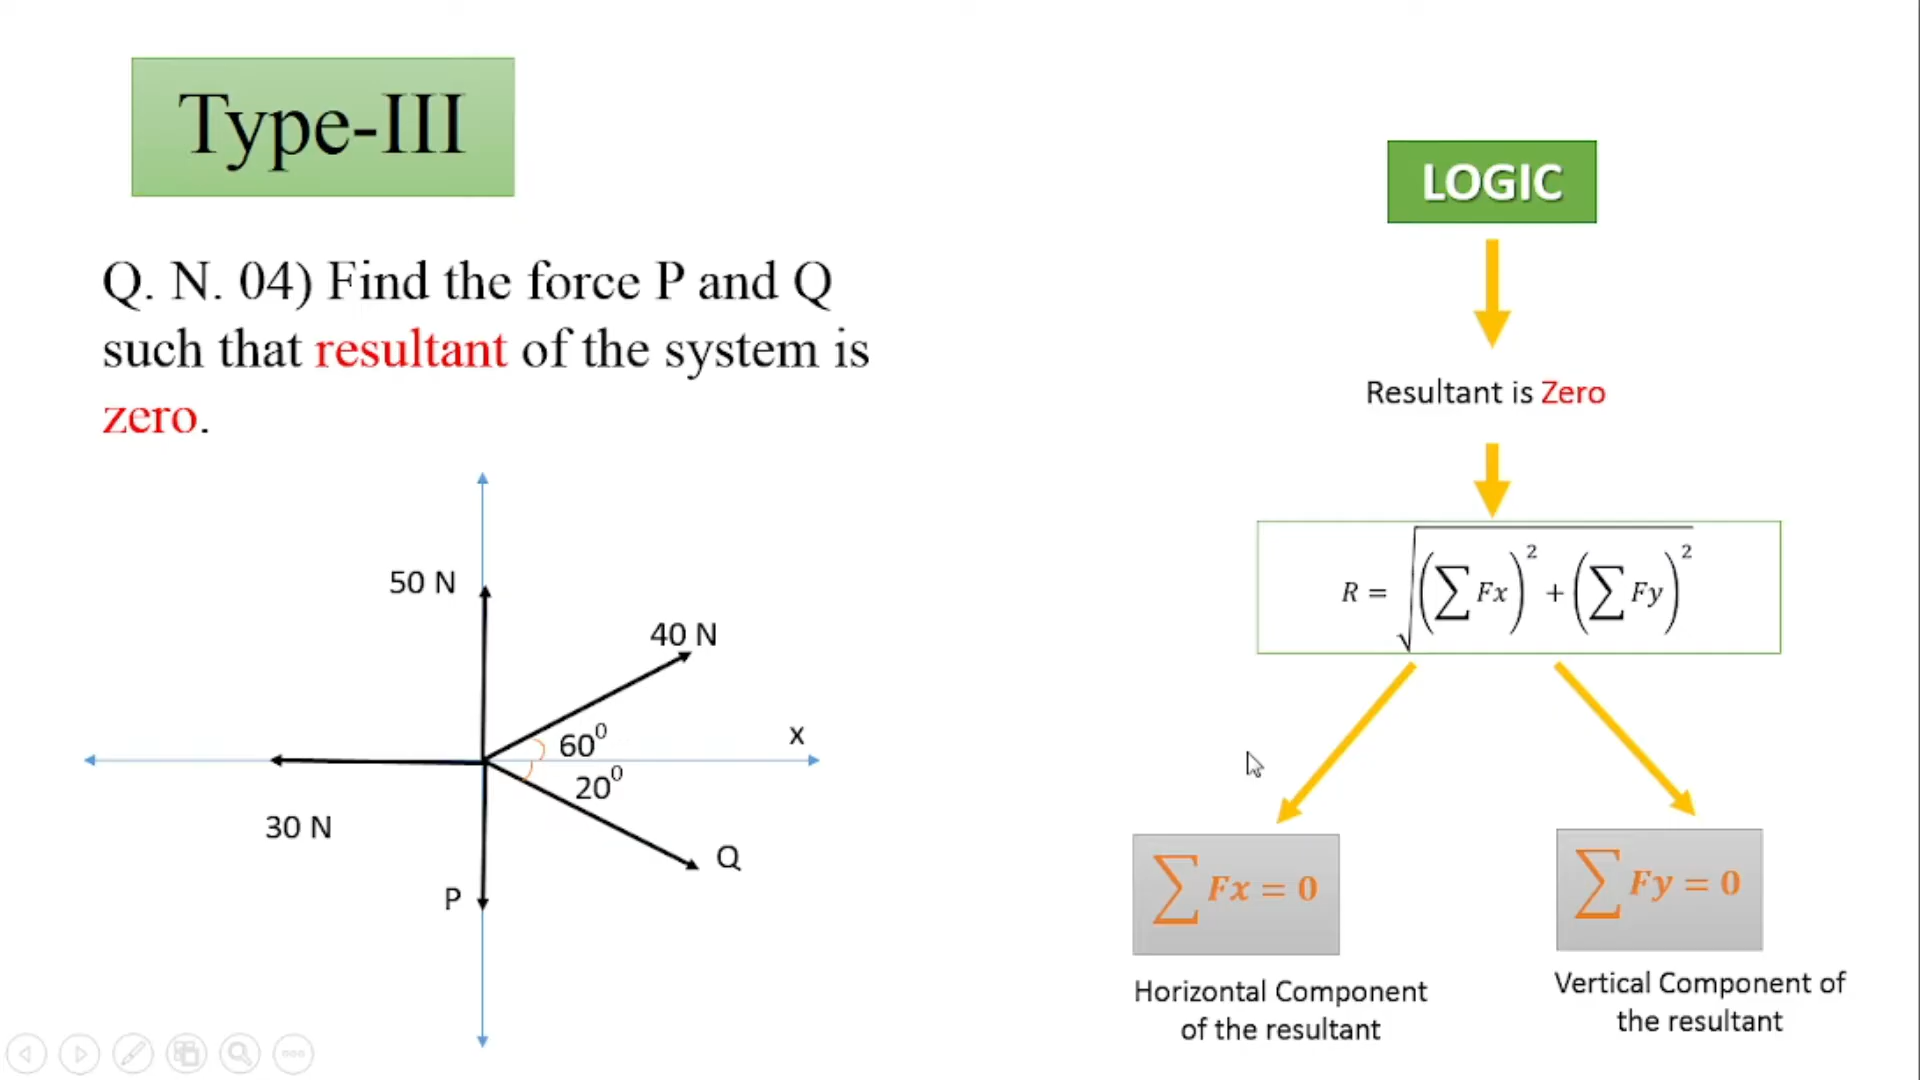 Type-III
Q. N. 04) Find the force P and Q
such that resultant of the system is
zero.
50 N
40 N
60⁰
x
20⁰
30 N
Q
P
LOGIC
Resultant is Zero
R = √((∑ Fx)² + (∑ Fy)²)
∑ Fx = 0
∑ Fy = 0
Horizontal Component
of the resultant
Vertical Component of
the resultant